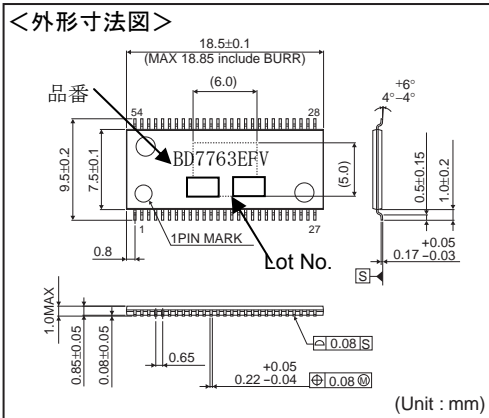 ＜外形寸法図＞
18.5±0.1
(MAX 18.85 include BURR)
(6.0)
品番
54
28
+6°
4°−4°
9.5±0.2
7.5±0.1
BD7763EFV
(5.0)
0.5±0.15
1.0±0.2
1
1PIN MARK
27
0.8
Lot No.
+0.05
0.17 −0.03
S
1.0MAX
0.85±0.05
0.08±0.05
0.65
+0.05
0.22 −0.04
⌓ 0.08 S
⌖ 0.08 Ⓜ
(Unit : mm)